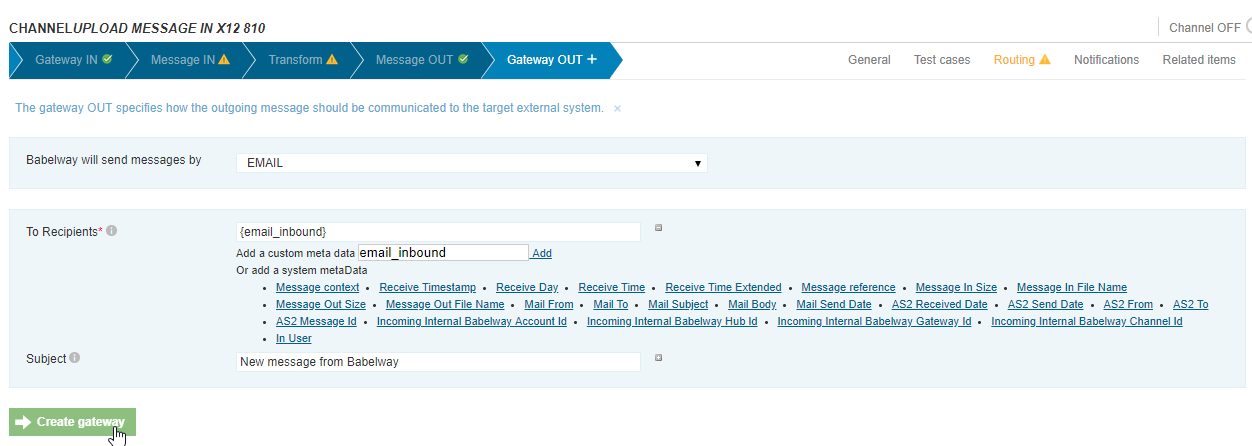 CHANNEL UPLOAD MESSAGE IN X12 810
Channel OFF
Gateway IN Message IN Transform Message OUT Gateway OUT + General Test cases Routing Notifications Related items
The gateway OUT specifies how the outgoing message should be communicated to the target external system. ×
Babelway will send messages by EMAIL
To Recipients* {email_inbound}
Add a custom meta data email_inbound Add
Or add a system metaData
• Message context • Receive Timestamp • Receive Day • Receive Time • Receive Time Extended • Message reference • Message In Size • Message In File Name
• Message Out Size • Message Out File Name • Mail From • Mail To • Mail Subject • Mail Body • Mail Send Date • AS2 Received Date • AS2 Send Date • AS2 From • AS2 To
• AS2 Message Id • Incoming Internal Babelway Account Id • Incoming Internal Babelway Hub Id • Incoming Internal Babelway Gateway Id • Incoming Internal Babelway Channel Id
• In User
Subject New message from Babelway
Create gateway